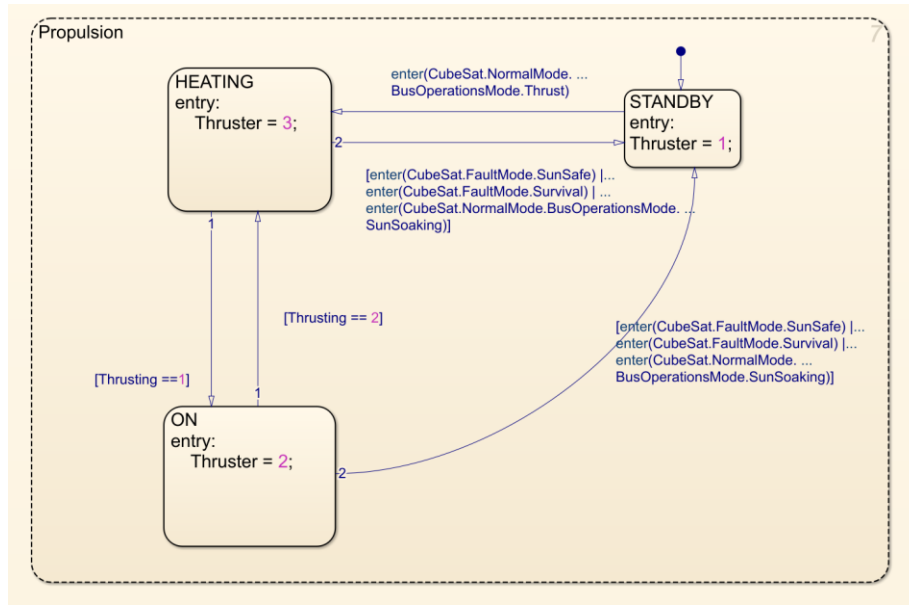 Propulsion
7
HEATING
entry:
Thruster = 3;
enter(CubeSat.NormalMode. ...
BusOperationsMode.Thrust)
STANDBY
entry:
Thruster = 1;
2
[enter(CubeSat.FaultMode.SunSafe) |...
enter(CubeSat.FaultMode.Survival) | ...
enter(CubeSat.NormalMode.BusOperationsMode. ...
SunSoaking)]
1
[Thrusting == 2]
[enter(CubeSat.FaultMode.SunSafe) |...
enter(CubeSat.FaultMode.Survival) |...
enter(CubeSat.NormalMode. ...
BusOperationsMode.SunSoaking)]
[Thrusting ==1]
1
ON
entry:
Thruster = 2;
2